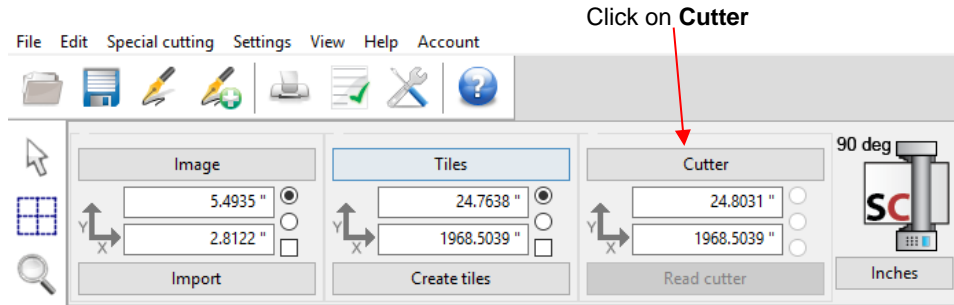 Click on Cutter
File Edit Special cutting Settings View Help Account
Image Tiles Cutter 90 deg
5.4935 " 24.7638 " 24.8031 "
Y X Y X Y X SC
2.8122 " 1968.5039 " 1968.5039 "
Import Create tiles Read cutter Inches